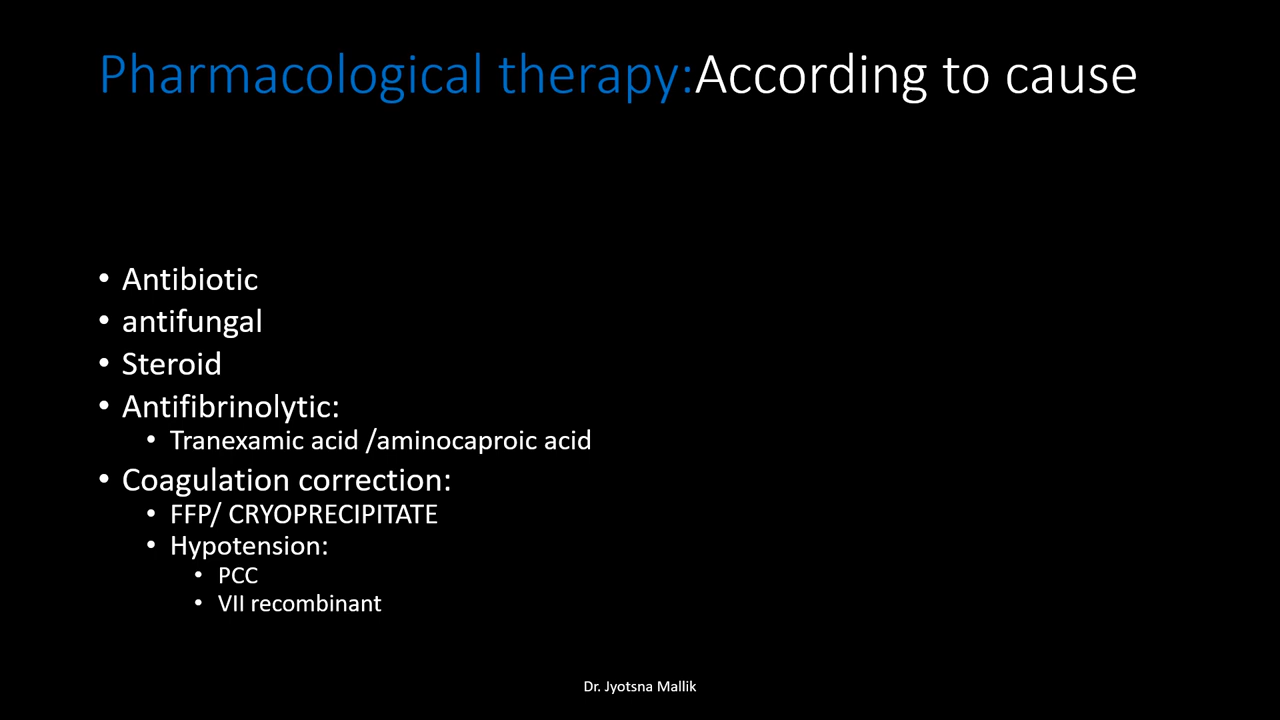 Pharmacological therapy:According to cause
• Antibiotic
• antifungal
• Steroid
• Antifibrinolytic:
• Tranexamic acid /aminocaproic acid
• Coagulation correction:
• FFP/ CRYOPRECIPITATE
• Hypotension:
• PCC
• VII recombinant
Dr. Jyotsna Mallik